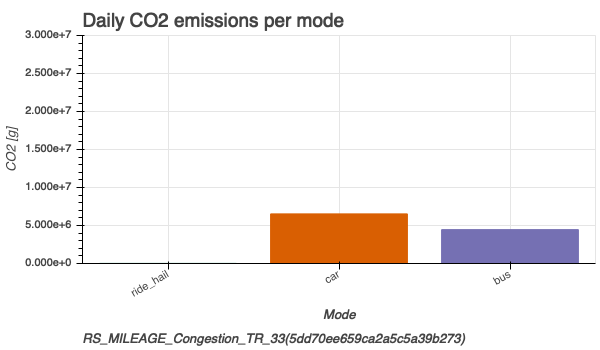 Daily CO2 emissions per mode
3.000e+7
2.500e+7
2.000e+7
1.500e+7
1.000e+7
5.000e+6
0.000e+0
CO2 [g]
ride_hail
car
bus
Mode
RS_MILEAGE_Congestion_TR_33(5dd70ee659ca2a5c5a39b273)